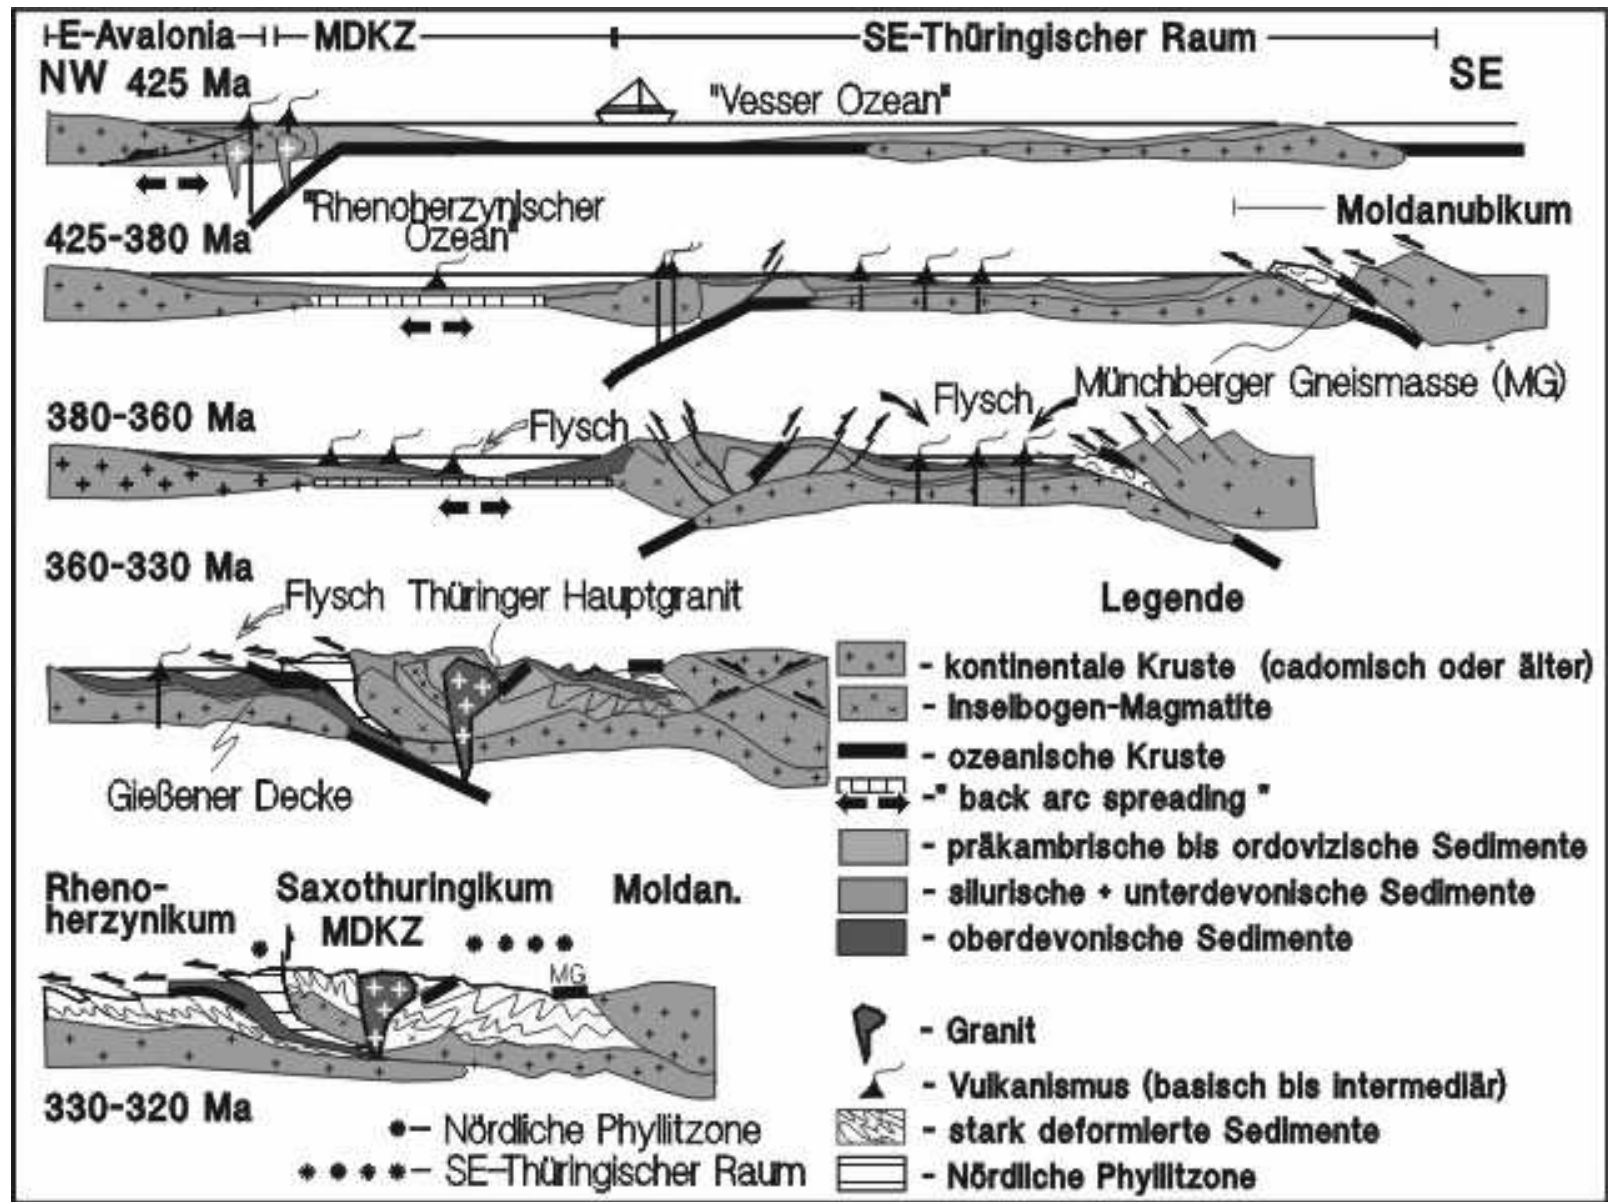 E-Avalonia MDKZ SE-Thüringischer Raum
NW 425 Ma SE
"Vesser Ozean"
"Rhenoherzynischer
Ozean"
Moldanubikum
425-380 Ma
Münchberger Gneismasse (MG)
380-360 Ma
Flysch
Flysch
360-330 Ma
Flysch Thüringer Hauptgranit
Gießener Decke
Legende
- kontinentale Kruste (cadomisch oder älter)
- Inselbogen-Magmatite
- ozeanische Kruste
-" back arc spreading "
- präkambrische bis ordovizische Sedimente
- silurische + unterdevonische Sedimente
- oberdevonische Sedimente
- Granit
- Vulkanismus (basisch bis intermediär)
- stark deformierte Sedimente
- Nördliche Phyllitzone
Rheno-
herzynikum
Saxothuringikum
MDKZ
Moldan.
MG
330-320 Ma
- Nördliche Phyllitzone
- SE-Thüringischer Raum